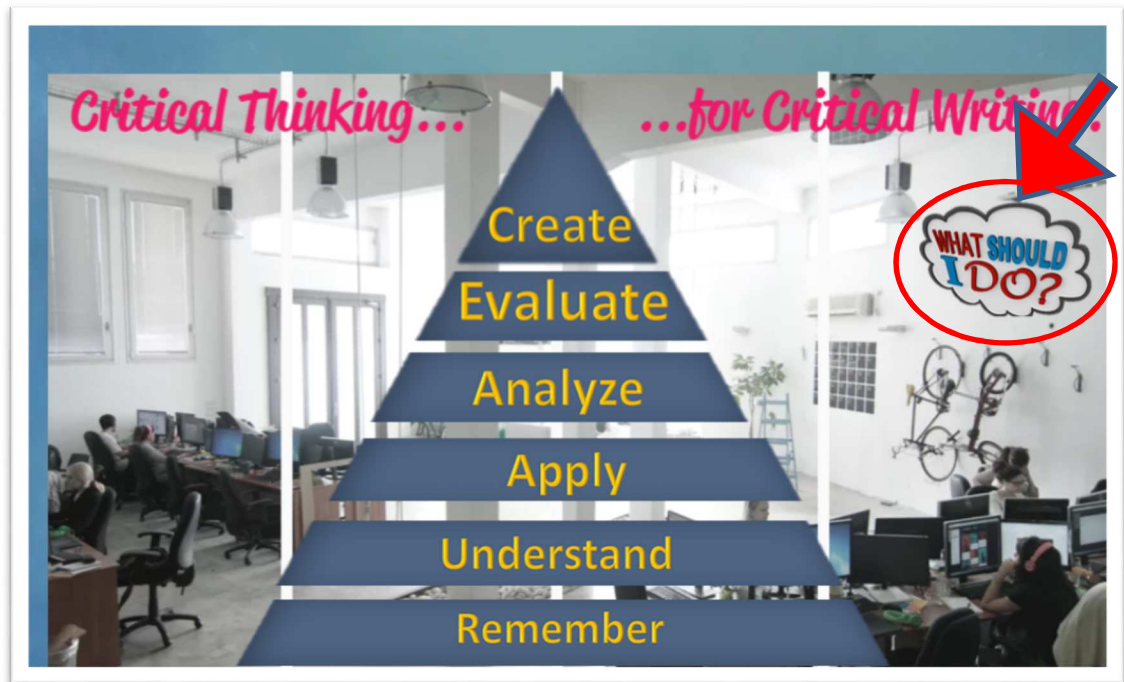 Critical Thinking...
...for Critical Writing.
Create
WHAT SHOULD
I DO?
Evaluate
Analyze
Apply
Understand
Remember